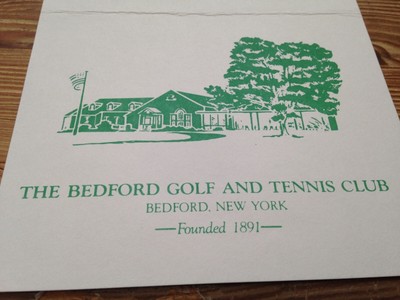 THE BEDFORD GOLF AND TENNIS CLUB
BEDFORD, NEW YORK
—Founded 1891—